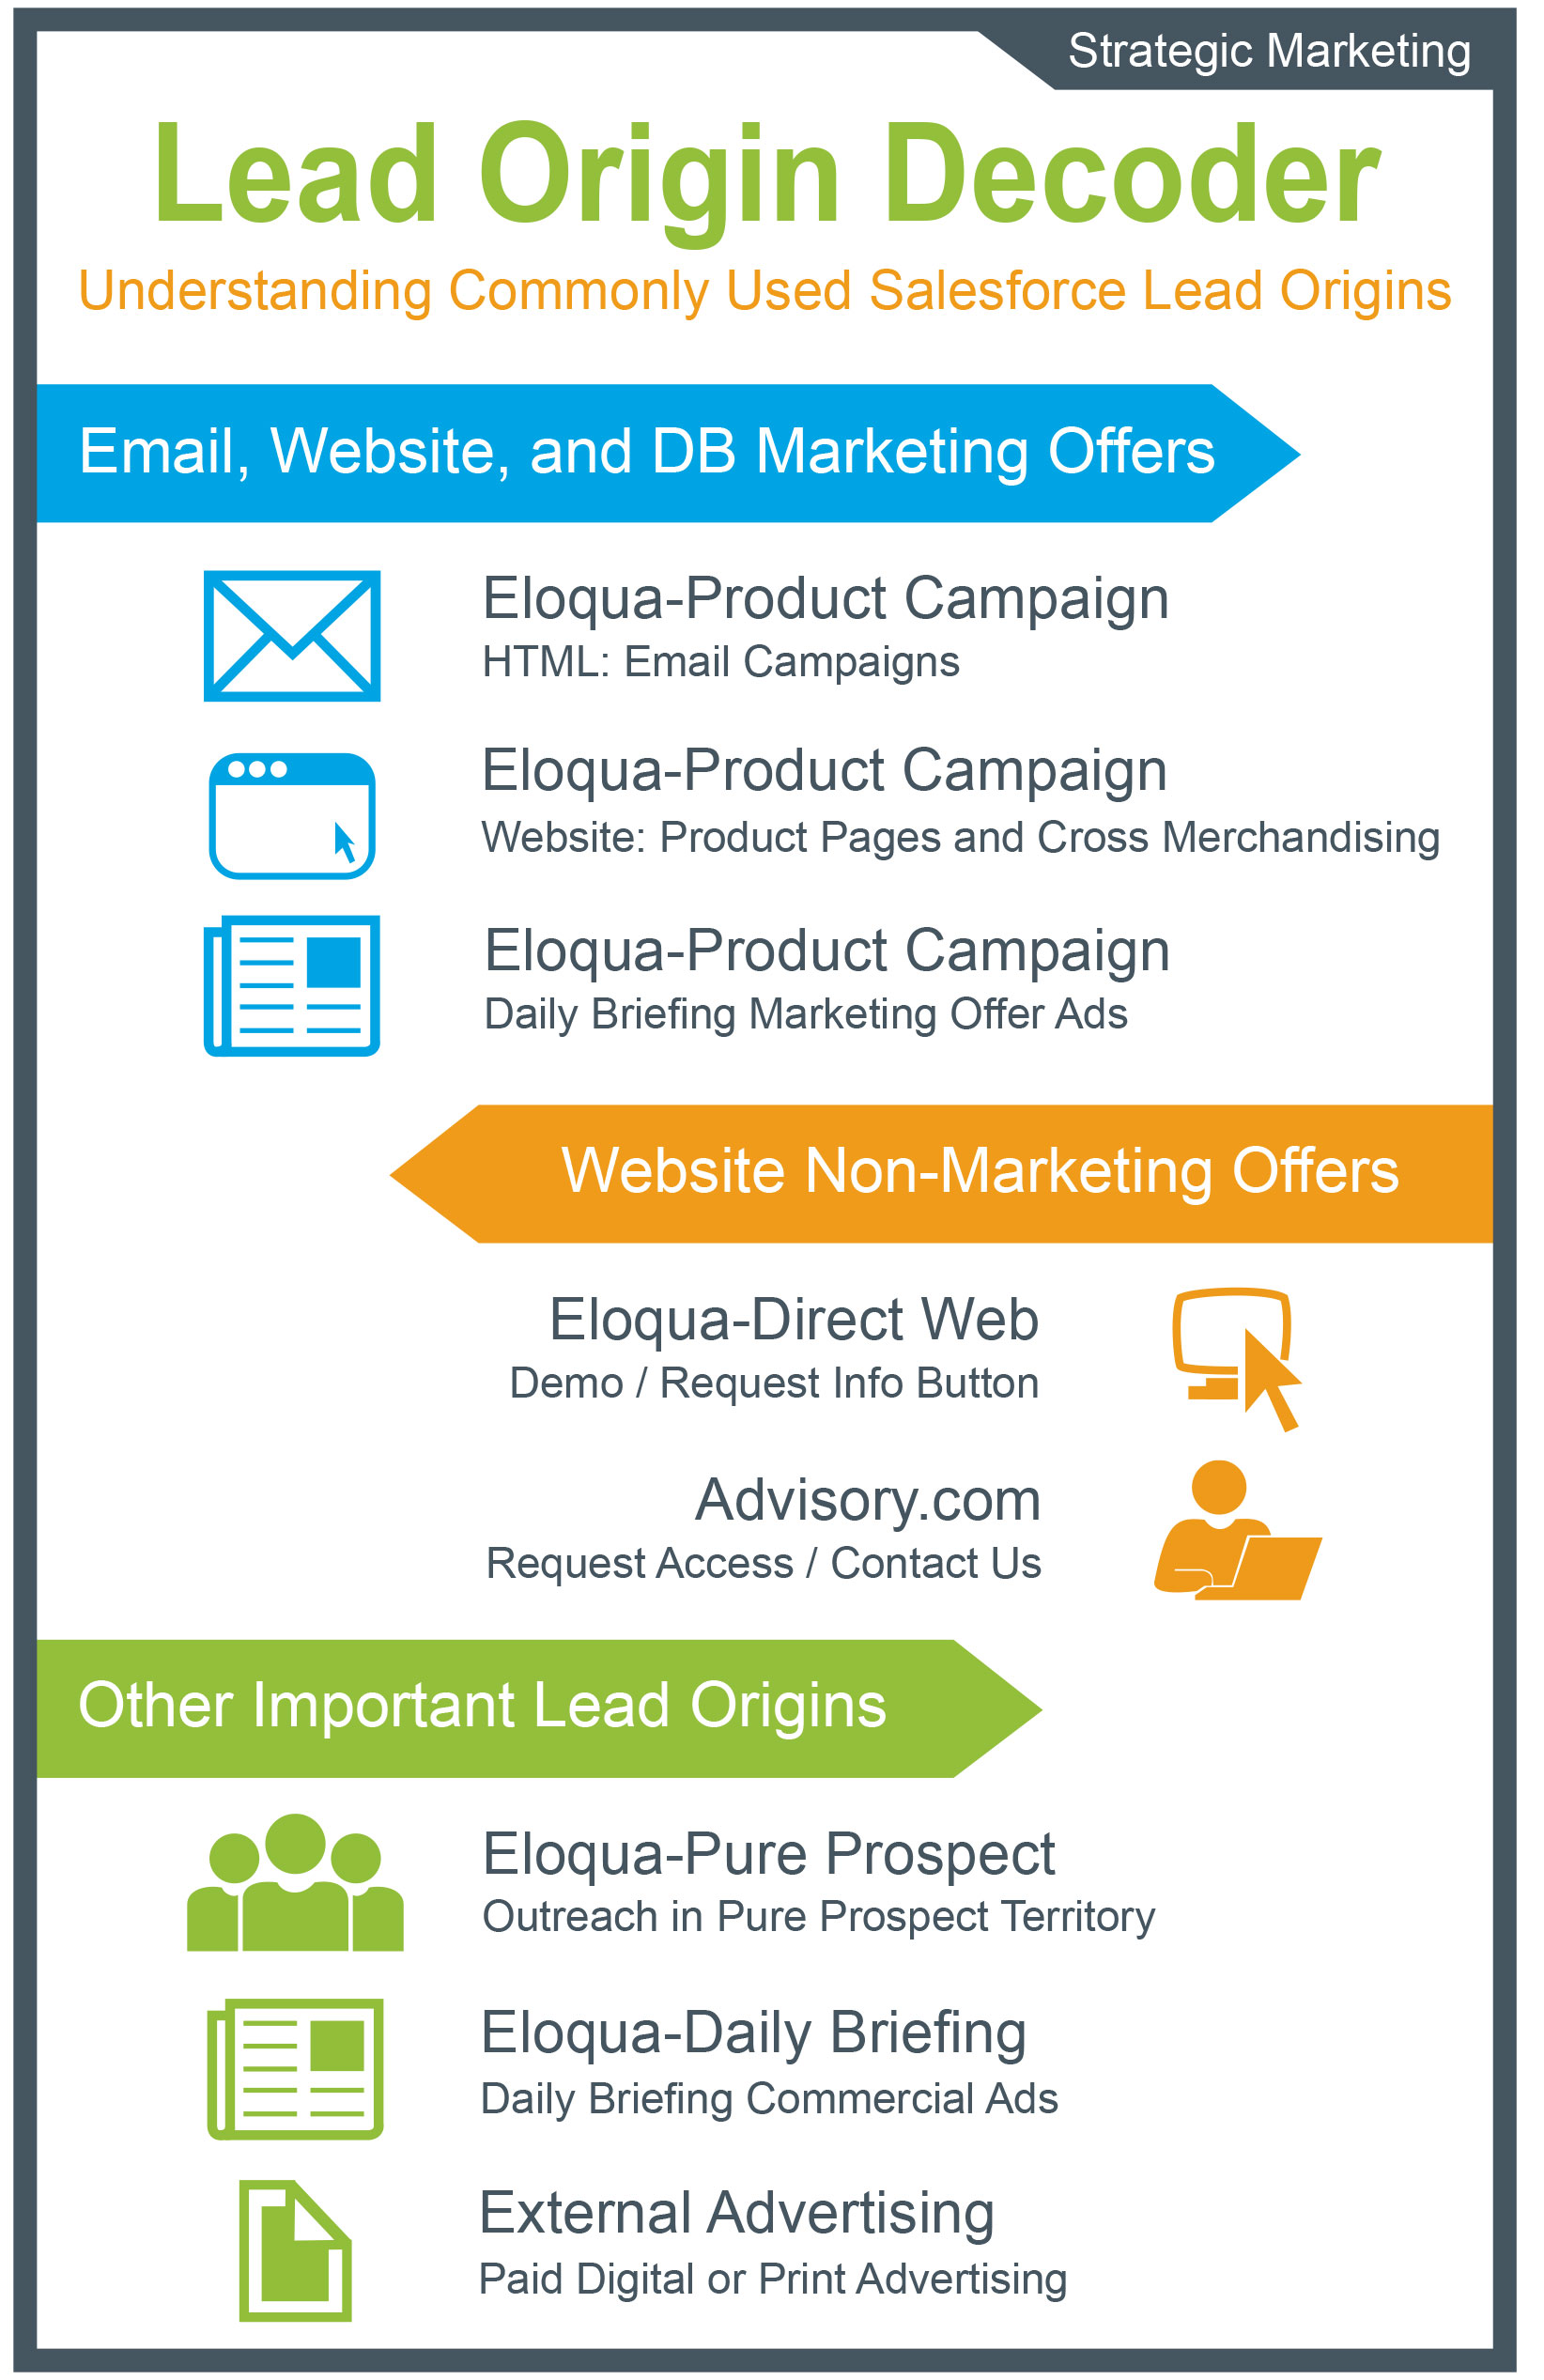 Strategic Marketing
Lead Origin Decoder
Understanding Commonly Used Salesforce Lead Origins
Email, Website, and DB Marketing Offers
Eloqua-Product Campaign
HTML: Email Campaigns
Eloqua-Product Campaign
Website: Product Pages and Cross Merchandising
Eloqua-Product Campaign
Daily Briefing Marketing Offer Ads
Website Non-Marketing Offers
Eloqua-Direct Web
Demo / Request Info Button
Advisory.com
Request Access / Contact Us
Other Important Lead Origins
Eloqua-Pure Prospect
Outreach in Pure Prospect Territory
Eloqua-Daily Briefing
Daily Briefing Commercial Ads
External Advertising
Paid Digital or Print Advertising